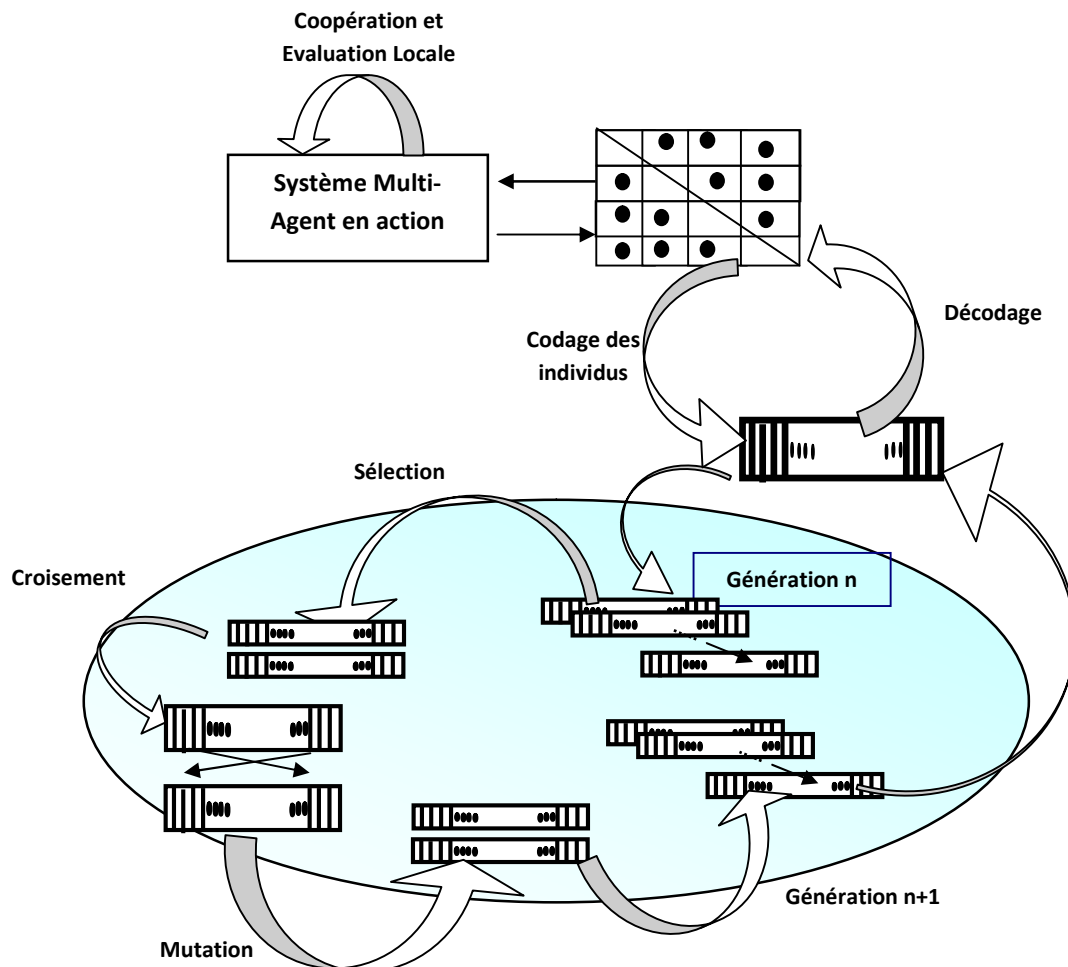 Coopération et
Evaluation Locale
Système Multi-
Agent en action
Décodage
Codage des
individus
Sélection
Croisement
Génération n
Génération n+1
Mutation